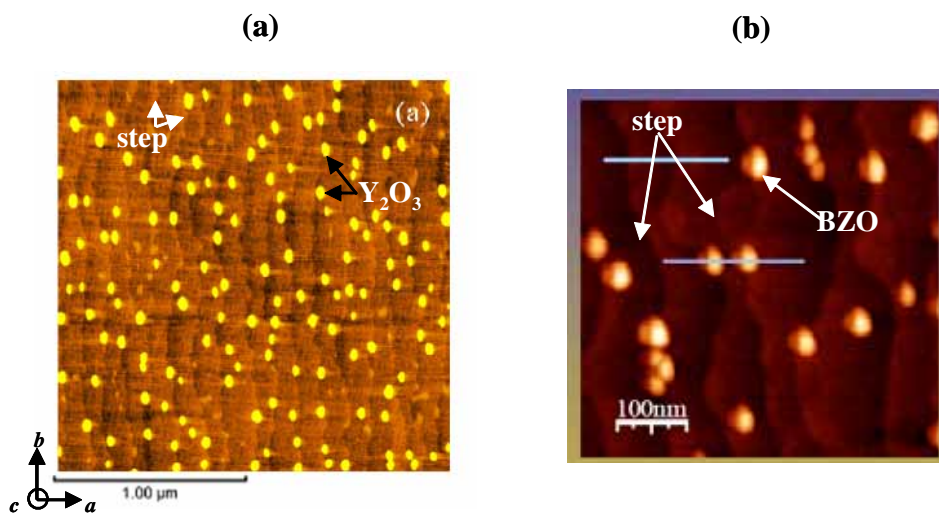 (a)
(b)
(a)
step
Y₂O₃
step
BZO
100nm
b
c
a
1.00 µm